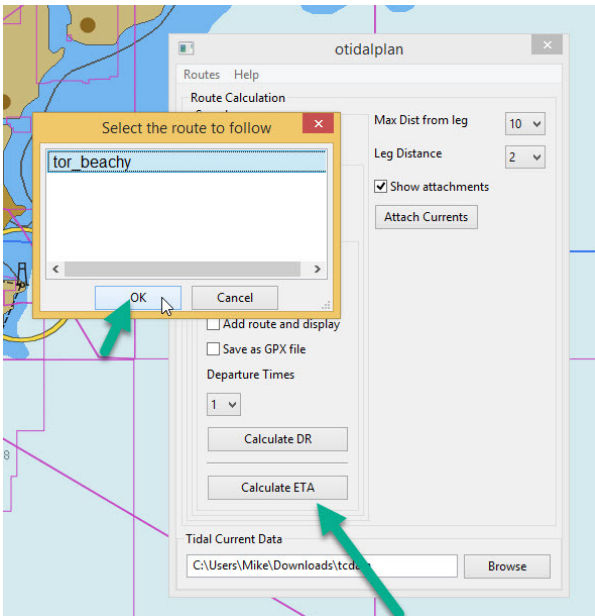 otidalplan
Routes Help
Route Calculation
Select the route to follow
tor_beachy
OK
Cancel
Max Dist from leg
10
Leg Distance
2
Show attachments
Attach Currents
Add route and display
Save as GPX file
Departure Times
1
Calculate DR
Calculate ETA
Tidal Current Data
C:\Users\Mike\Downloads\tcda
Browse
8